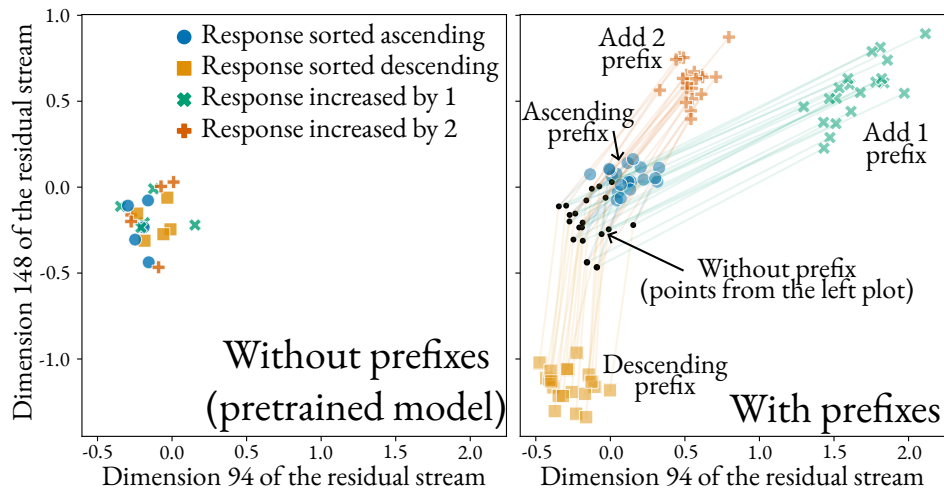 Dimension 148 of the residual stream
1.0
0.5
0.0
-0.5
-1.0
Response sorted ascending
Response sorted descending
Response increased by 1
Response increased by 2
Without prefixes
(pretrained model)
-0.5
0.0
0.5
1.0
1.5
2.0
Dimension 94 of the residual stream
Add 2
prefix
Ascending
prefix
Add 1
prefix
Without prefix
(points from the left plot)
Descending
prefix
With prefixes
-0.5
0.0
0.5
1.0
1.5
2.0
Dimension 94 of the residual stream